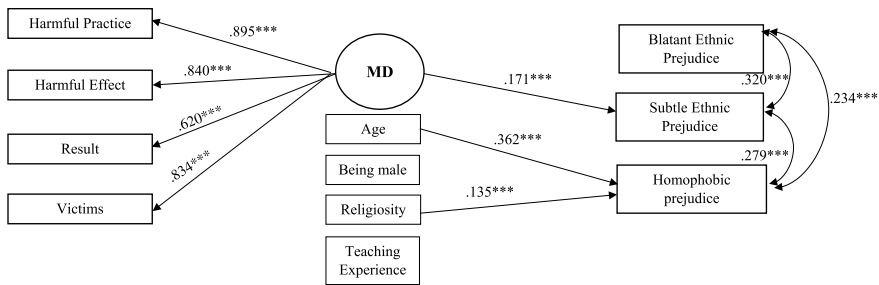 Harmful Practice
Harmful Effect
Result
Victims
.895***
.840***
.620***
.834***
MD
Age
Being male
Religiosity
Teaching
Experience
.171***
.362***
.135***
Blatant Ethnic
Prejudice
Subtle Ethnic
Prejudice
Homophobic
prejudice
.320***
.234***
.279***